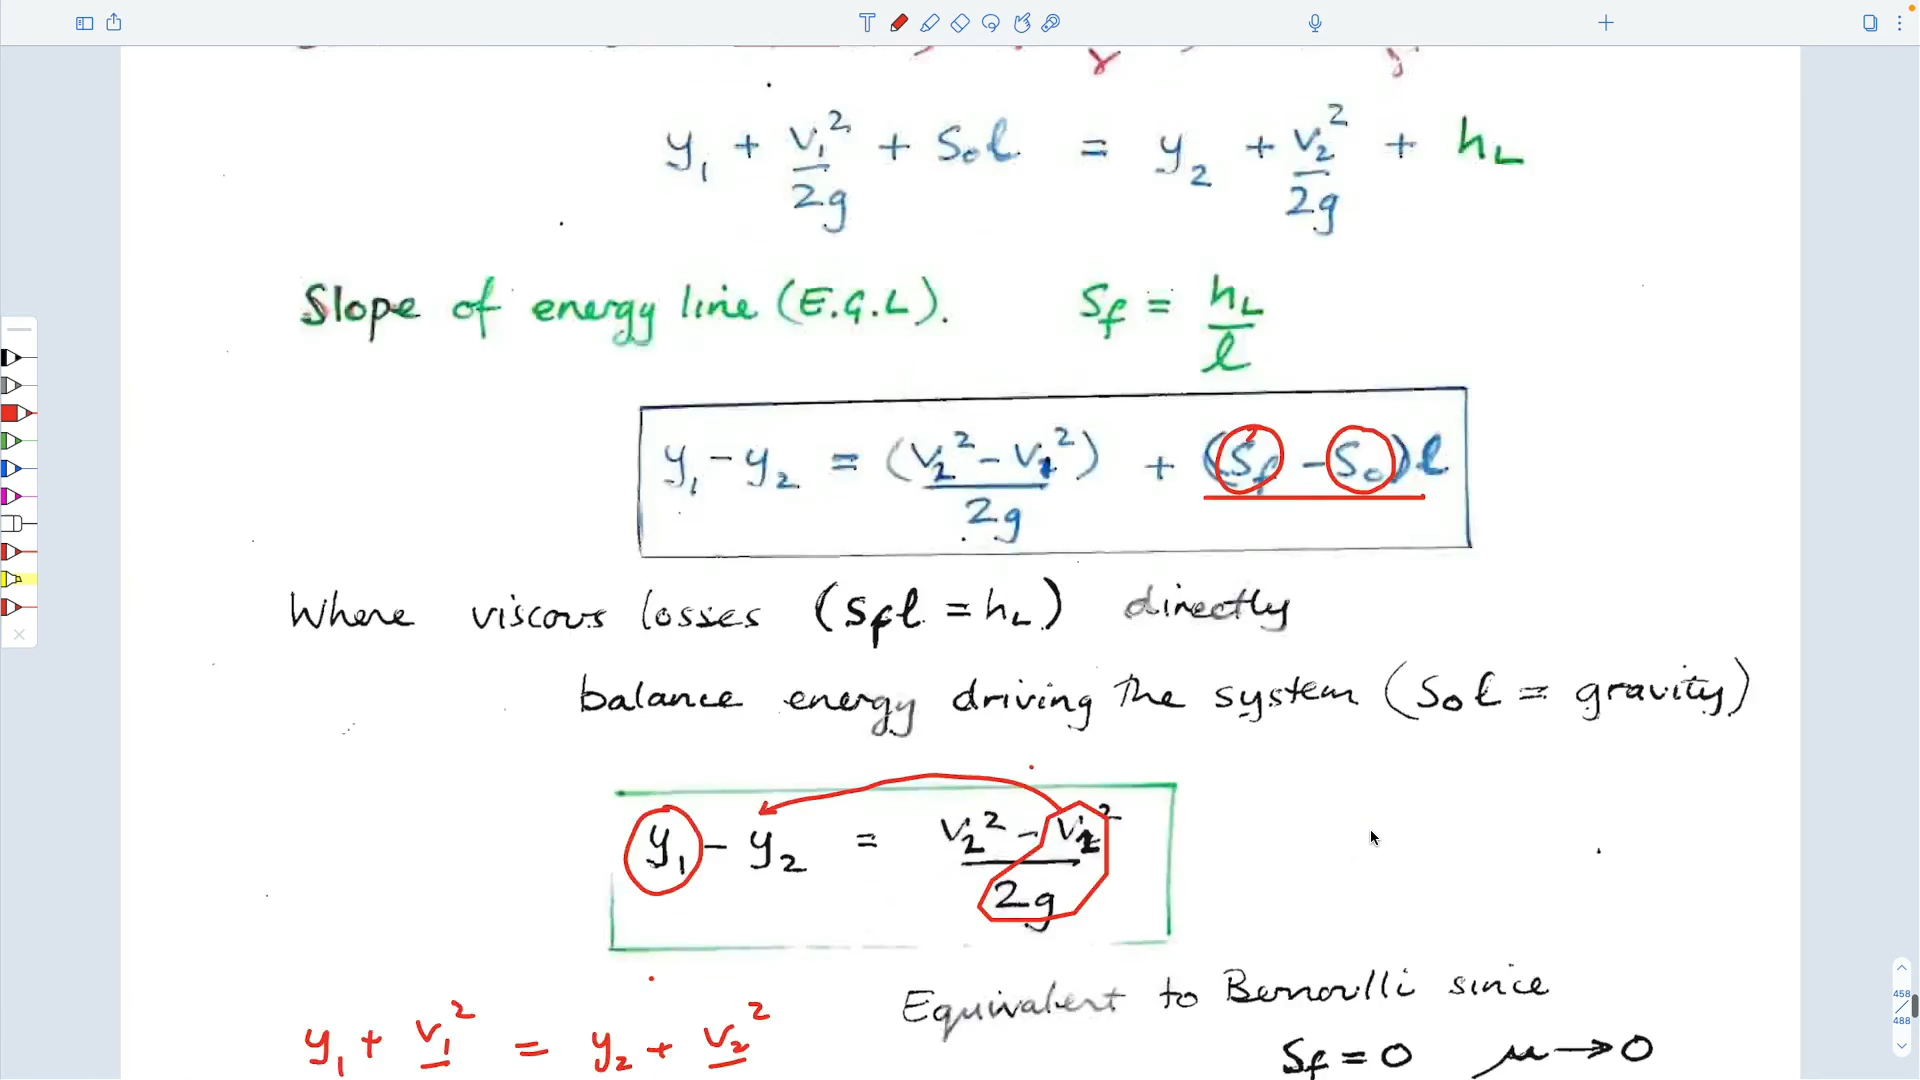 y₁ + v₁²/2g + S₀l = y₂ + v₂²/2g + h_L
Slope of energy line (E.G.L). S_f = h_L/l
y₁ - y₂ = (v₂² - v₁²)/2g + (S_f - S₀)l
Where viscous losses (S_f l = h_L) directly
balance energy driving the system (S₀l = gravity)
y₁ - y₂ = v₂² - v₁²/2g
Equivalent to Bernoulli since
y₁ + v₁² = y₂ + v₂²
S_f = 0 μ → 0
458
488